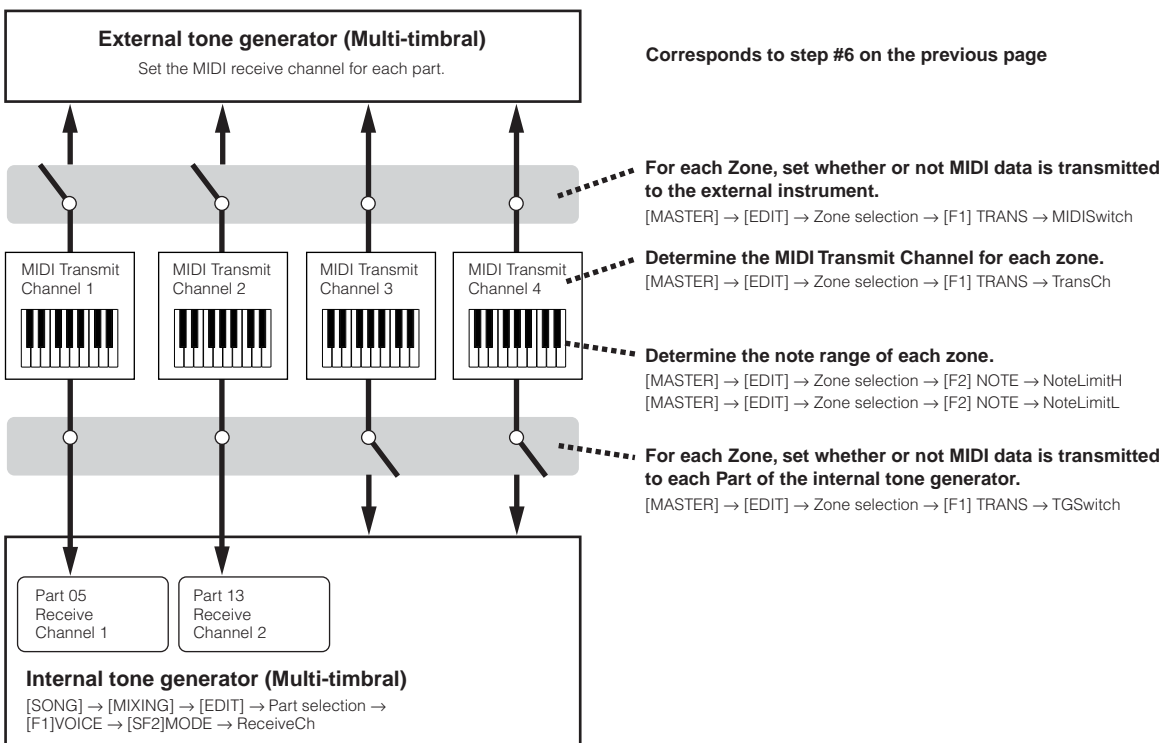 External tone generator (Multi-timbral)
Set the MIDI receive channel for each part.
Corresponds to step #6 on the previous page
For each Zone, set whether or not MIDI data is transmitted
to the external instrument.
[MASTER] → [EDIT] → Zone selection → [F1] TRANS → MIDISwitch
MIDI Transmit
Channel 1
MIDI Transmit
Channel 2
MIDI Transmit
Channel 3
MIDI Transmit
Channel 4
Determine the MIDI Transmit Channel for each zone.
[MASTER] → [EDIT] → Zone selection → [F1] TRANS → TransCh
Determine the note range of each zone.
[MASTER] → [EDIT] → Zone selection → [F2] NOTE → NoteLimitH
[MASTER] → [EDIT] → Zone selection → [F2] NOTE → NoteLimitL
For each Zone, set whether or not MIDI data is transmitted
to each Part of the internal tone generator.
[MASTER] → [EDIT] → Zone selection → [F1] TRANS → TGSwitch
Part 05
Receive
Channel 1
Part 13
Receive
Channel 2
Internal tone generator (Multi-timbral)
[SONG] → [MIXING] → [EDIT] → Part selection →
[F1]VOICE → [SF2]MODE → ReceiveCh